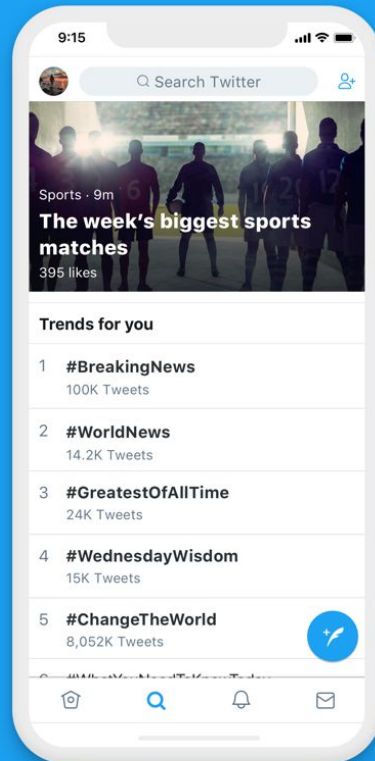 9:15
Search Twitter
Sports · 9m
The week's biggest sports
matches
395 likes
Trends for you
1 #BreakingNews
100K Tweets
2 #WorldNews
14.2K Tweets
3 #GreatestOfAllTime
24K Tweets
4 #WednesdayWisdom
15K Tweets
5 #ChangeTheWorld
8,052K Tweets
6 #WhatYouNeedToKnowToday